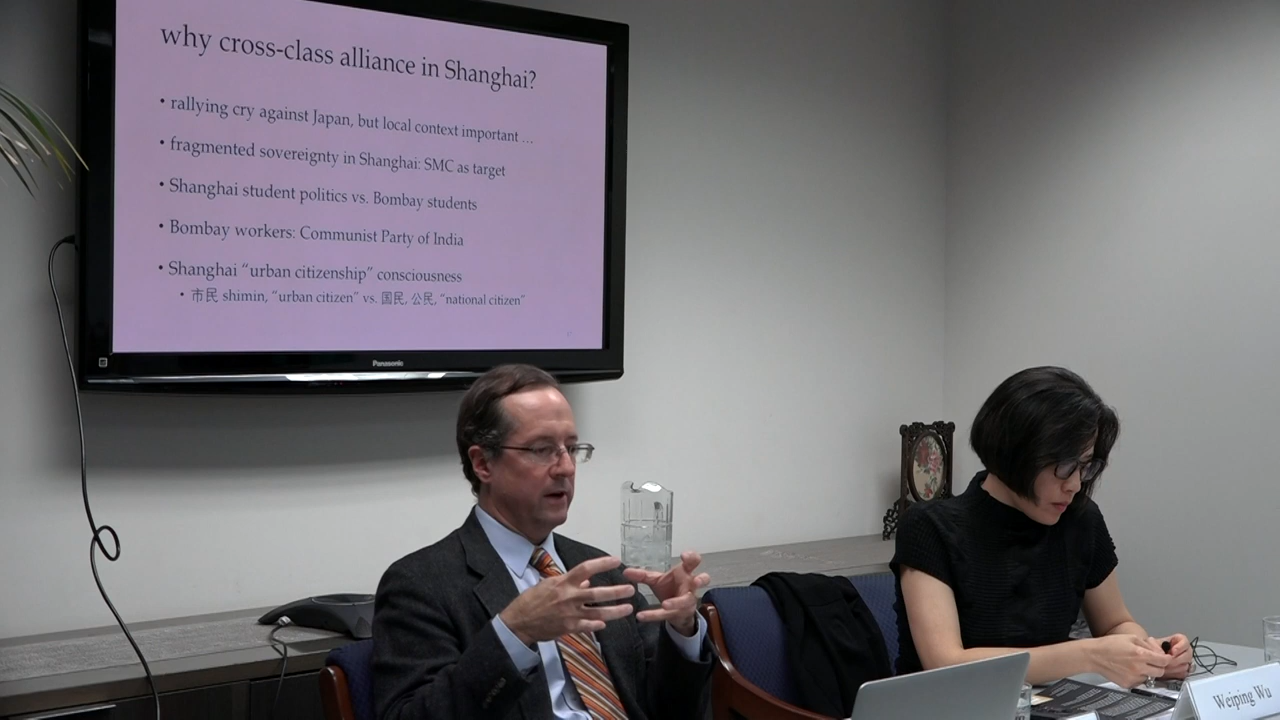 why cross-class alliance in Shanghai?
• rallying cry against Japan, but local context important ...
• fragmented sovereignty in Shanghai: SMC as target
• Shanghai student politics vs. Bombay students
• Bombay workers: Communist Party of India
• Shanghai “urban citizenship” consciousness
• 市民 shimin, “urban citizen” vs. 国民, 公民, “national citizen”
Panasonic
Weiping Wu